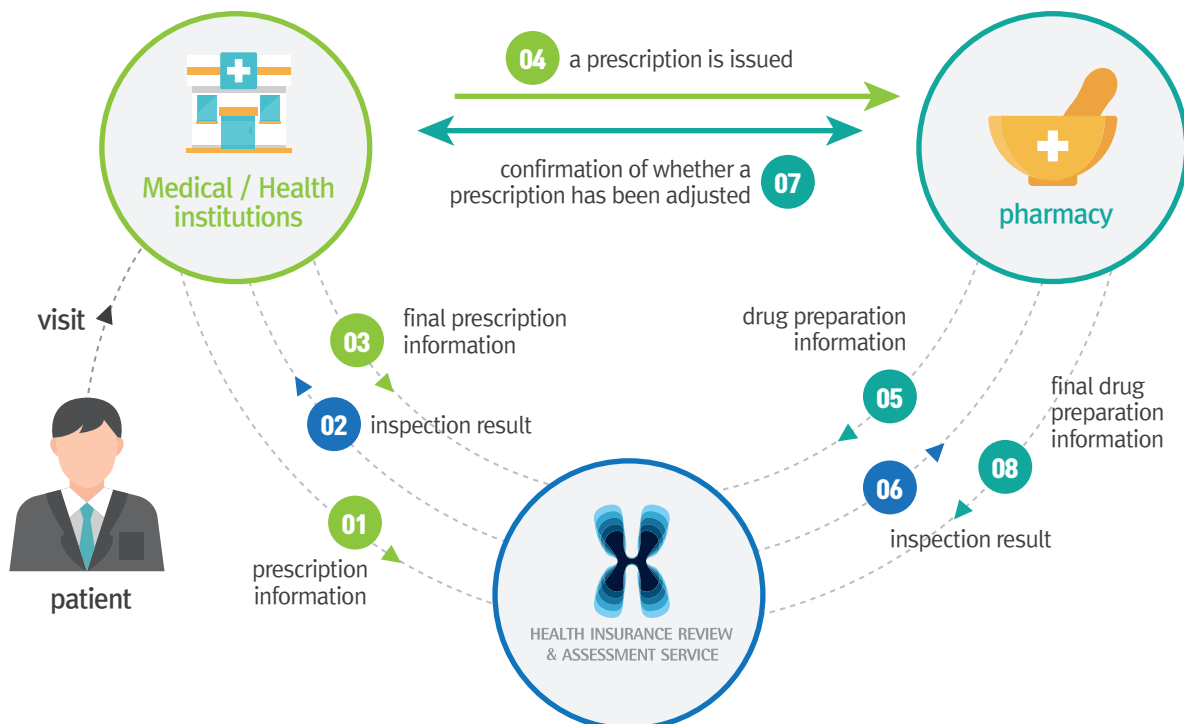 04 a prescription is issued
confirmation of whether a
prescription has been adjusted
07
Medical / Health
institutions
pharmacy
visit
03
final prescription
information
drug preparation
information
05
02
inspection result
final drug
preparation
information
08
06
inspection result
01
prescription
information
patient
HEALTH INSURANCE REVIEW
& ASSESSMENT SERVICE